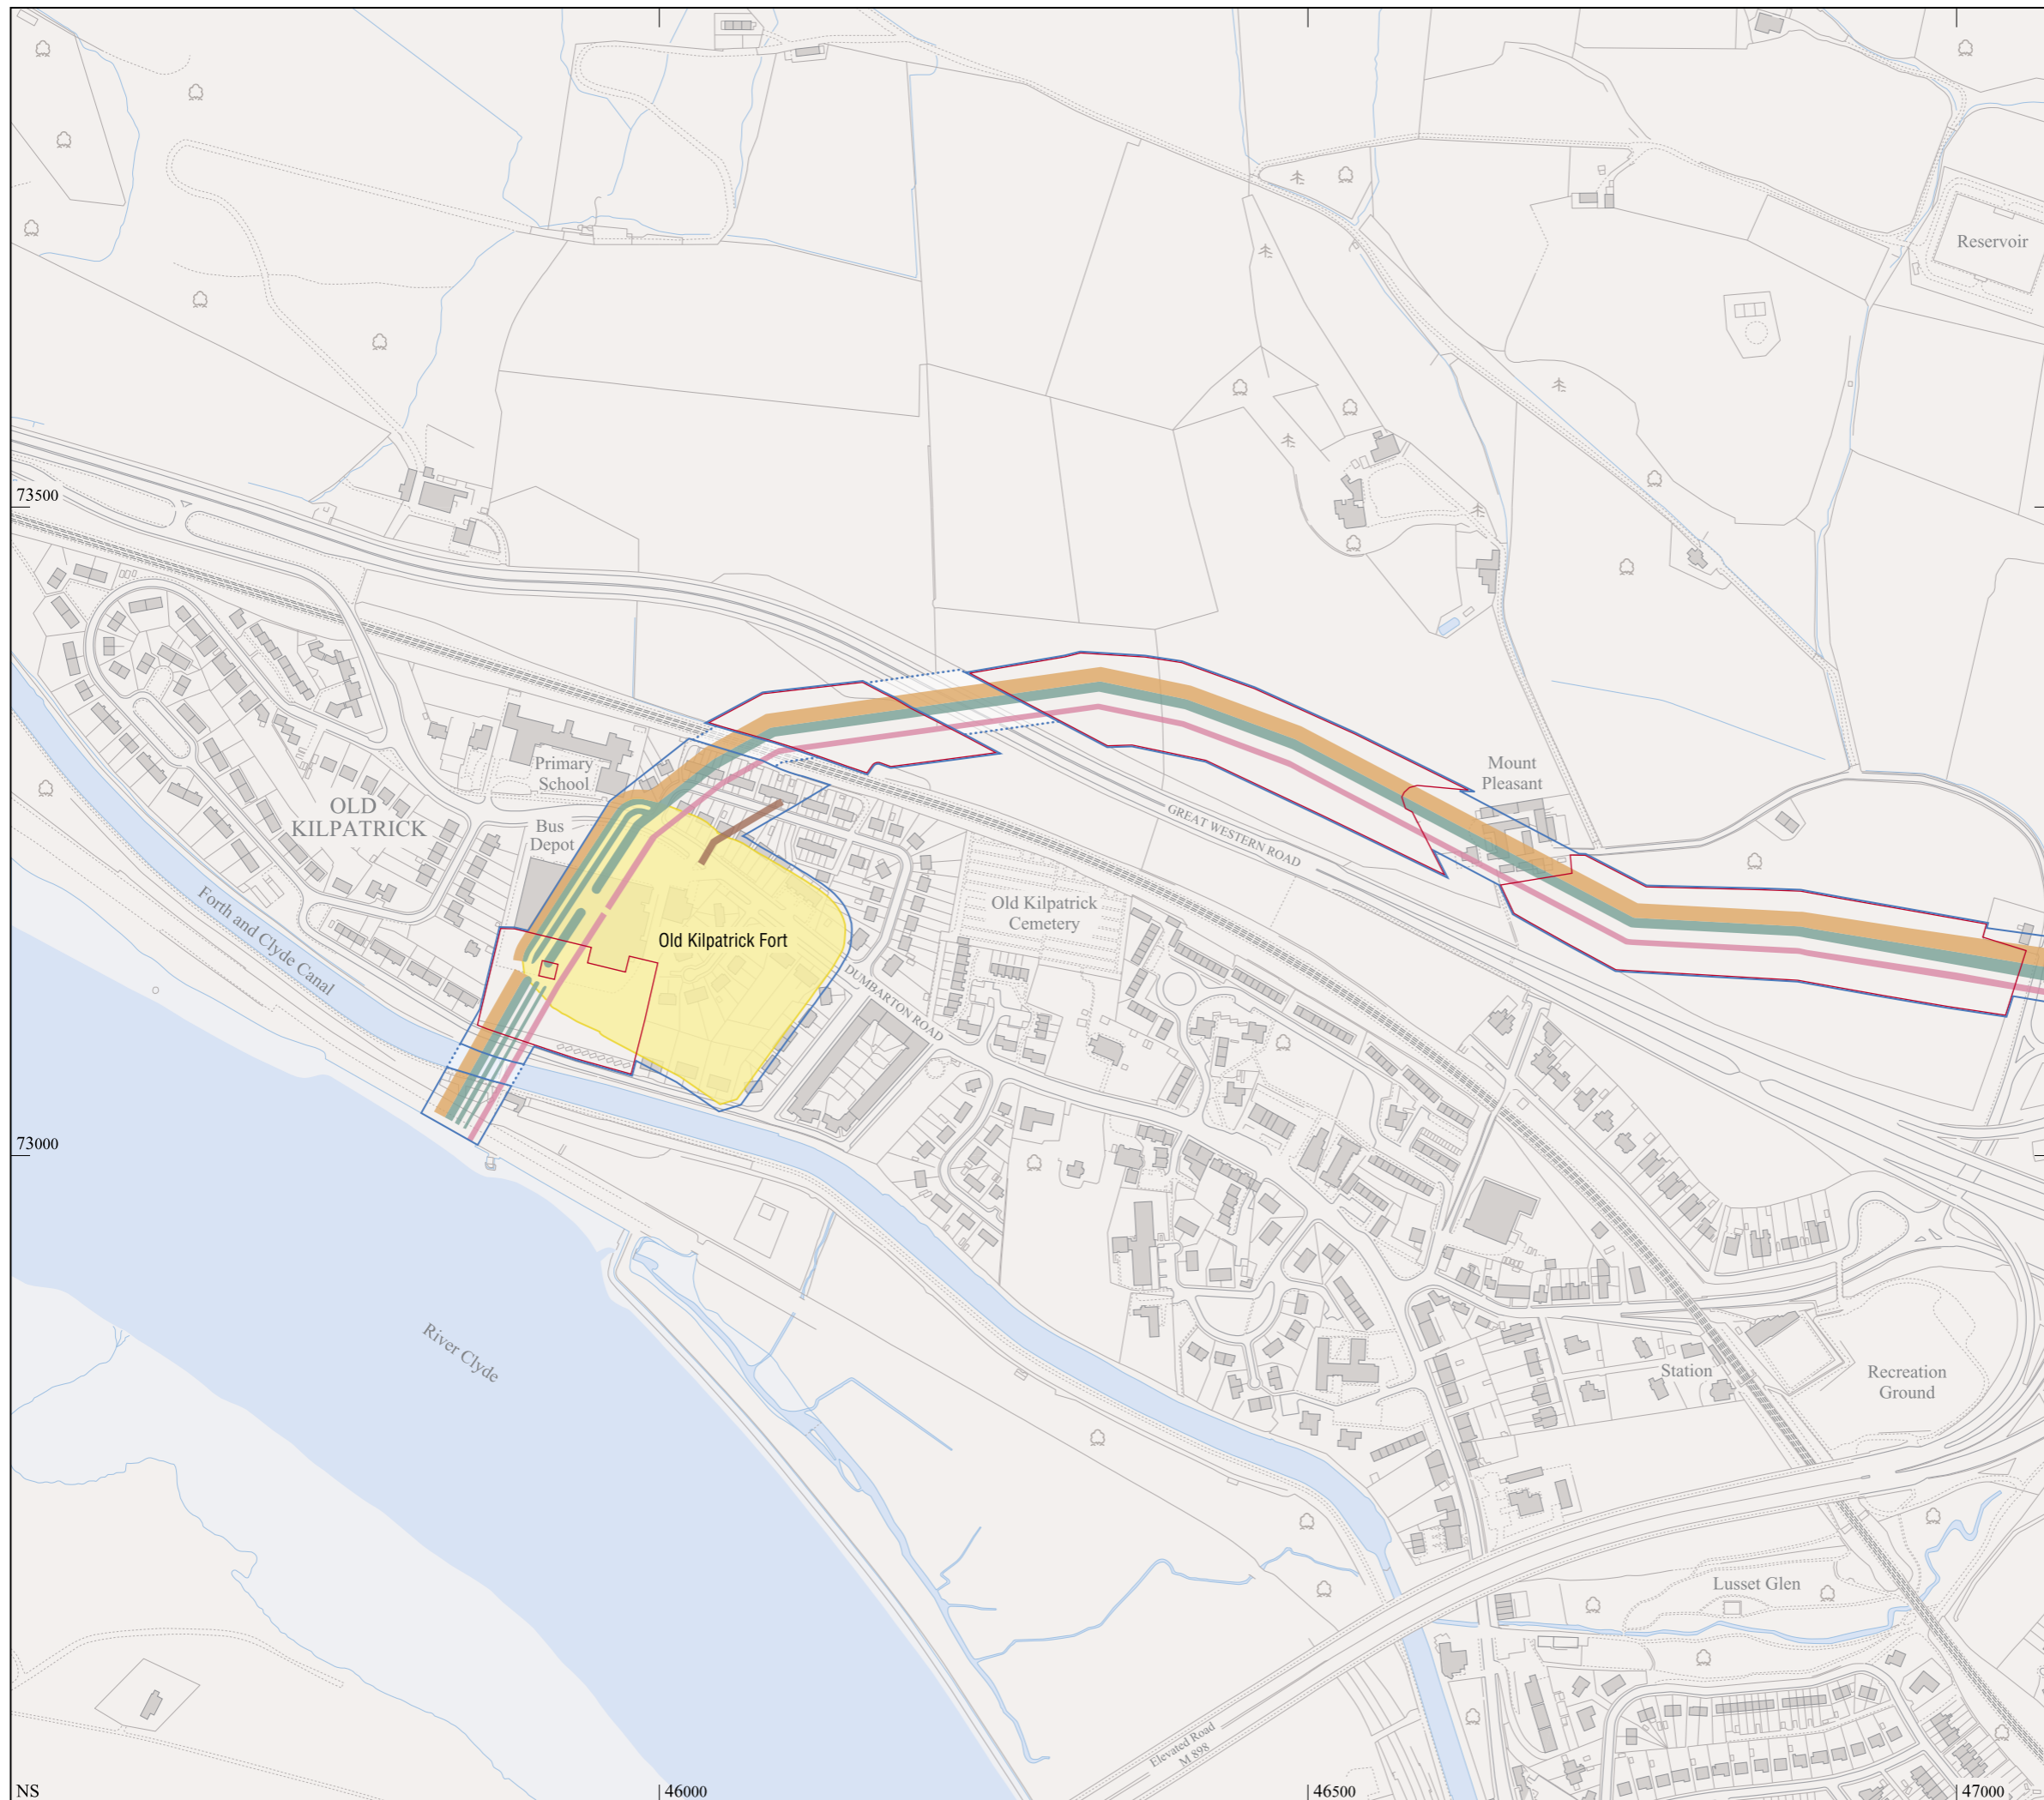 Reservoir
73500
Mount
Pleasant
Primary
School
OLD
KILPATRICK
Bus
Depot
GREAT WESTERN ROAD
Forth and Clyde Canal
Old Kilpatrick
Cemetery
Old Kilpatrick Fort
DUMBARTON ROAD
73000
River Clyde
Station
Recreation
Ground
Lusset Glen
Elevated Road
M 898
NS
46000
46500
47000